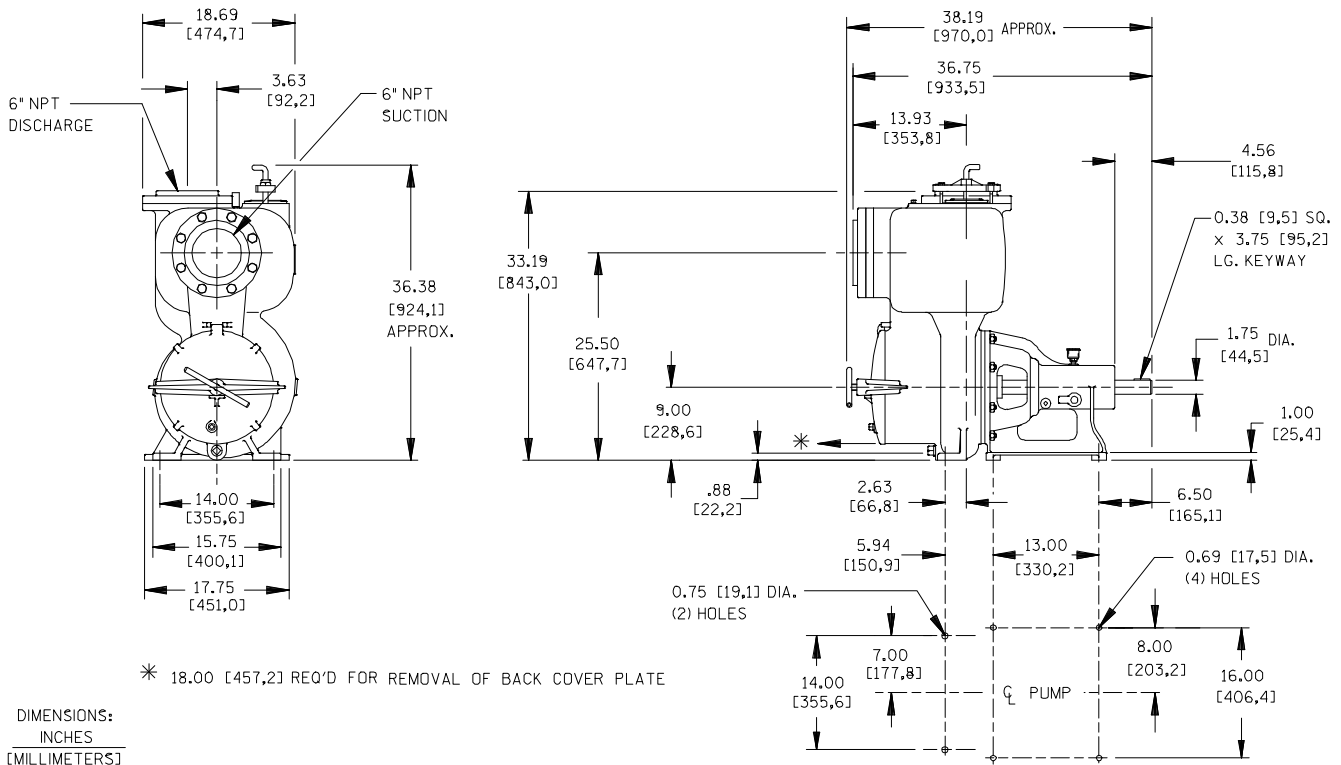 18.69
[474,7]
3.63
[92,2]
6" NPT
DISCHARGE
6" NPT
SUCTION
36.38
[924,1]
APPROX.
14.00
[355,6]
15.75
[400,1]
17.75
[451,0]
38.19
[970,0] APPROX.
36.75
[933,5]
13.93
[353,8]
4.56
[115,8]
0.38 [9,5] SQ.
x 3.75 [95,2]
LG. KEYWAY
33.19
[843,0]
25.50
[647,7]
9.00
[228,6]
1.75 DIA.
[44,5]
1.00
[25,4]
*
.88
[22,2]
2.63
[66,8]
6.50
[165,1]
5.94
[150,9]
13.00
[330,2]
0.69 [17,5] DIA.
(4) HOLES
0.75 [19,1] DIA.
(2) HOLES
7.00
[177,8]
14.00
[355,6]
℄ PUMP
8.00
[203,2]
16.00
[406,4]
* 18.00 [457,2] REQ'D FOR REMOVAL OF BACK COVER PLATE
DIMENSIONS:
INCHES
[MILLIMETERS]